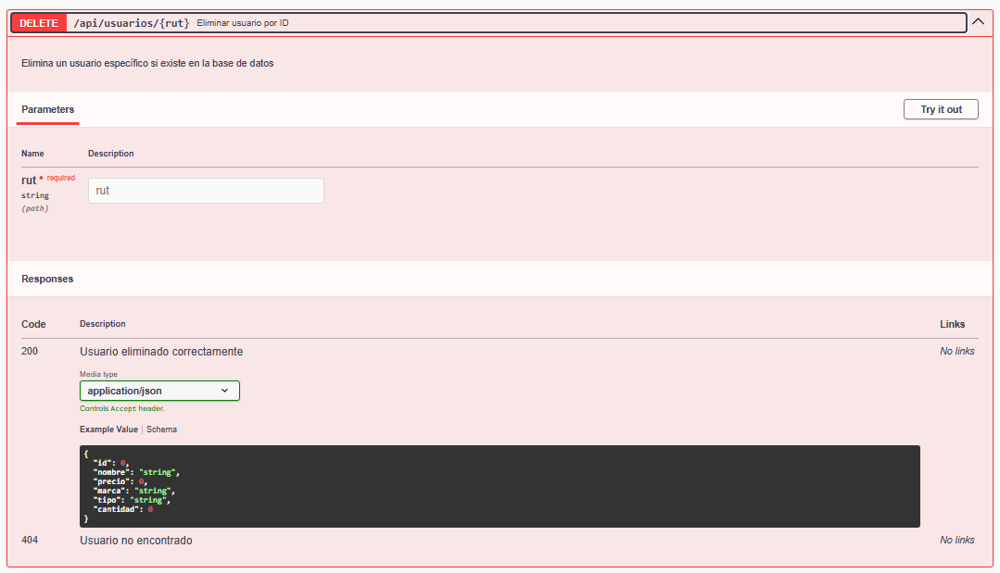 DELETE /api/usuarios/{rut} Eliminar usuario por ID
Elimina un usuario específico si existe en la base de datos
Parameters
Try it out
Name Description
rut * required
string
(path)
rut
Responses
Code Description Links
200 Usuario eliminado correctamente No links
Media type
application/json
Controls Accept header.
Example Value | Schema
{
  "id": 0,
  "nombre": "string",
  "precio": 0,
  "marca": "string",
  "tipo": "string",
  "cantidad": 0
}
404 Usuario no encontrado No links